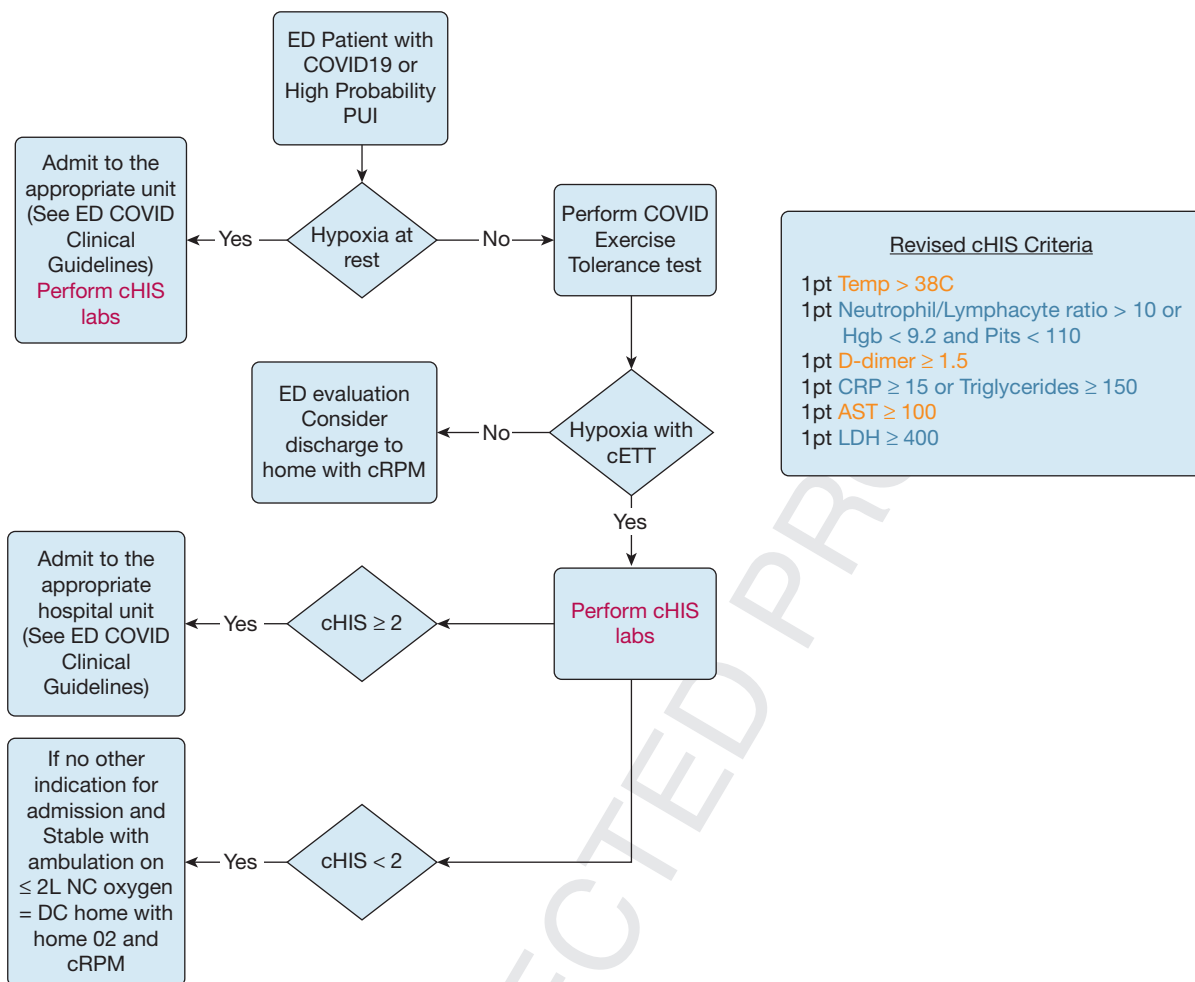 ED Patient with
COVID19 or
High Probability
PUI
Admit to the
appropriate unit
(See ED COVID
Clinical
Guidelines)
Perform cHIS
labs
Yes
Hypoxia at
rest
No
Perform COVID
Exercise
Tolerance test
Revised cHIS Criteria
1pt Temp > 38C
1pt Neutrophil/Lymphacyte ratio > 10 or
Hgb < 9.2 and Pits < 110
1pt D-dimer ≥ 1.5
1pt CRP ≥ 15 or Triglycerides ≥ 150
1pt AST ≥ 100
1pt LDH ≥ 400
ED evaluation
Consider
discharge to
home with cRPM
No
Hypoxia with
cETT
Yes
Admit to the
appropriate
hospital unit
(See ED COVID
Clinical
Guidelines)
Yes
cHIS ≥ 2
Perform cHIS
labs
If no other
indication for
admission and
Stable with
ambulation on
≤ 2L NC oxygen
= DC home with
home 02 and
cRPM
Yes
cHIS < 2